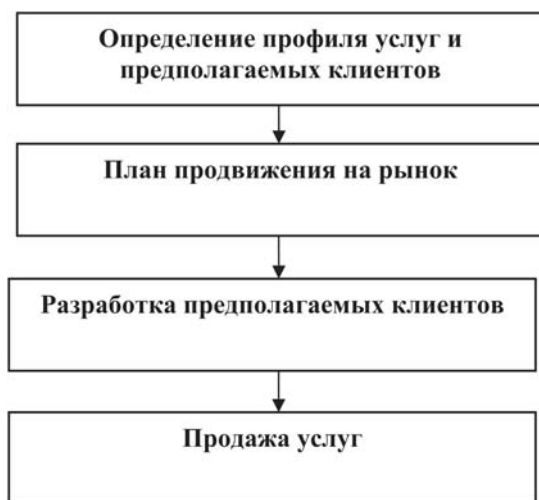 Определение профиля услуг и
предполагаемых клиентов
План продвижения на рынок
Разработка предполагаемых клиентов
Продажа услуг